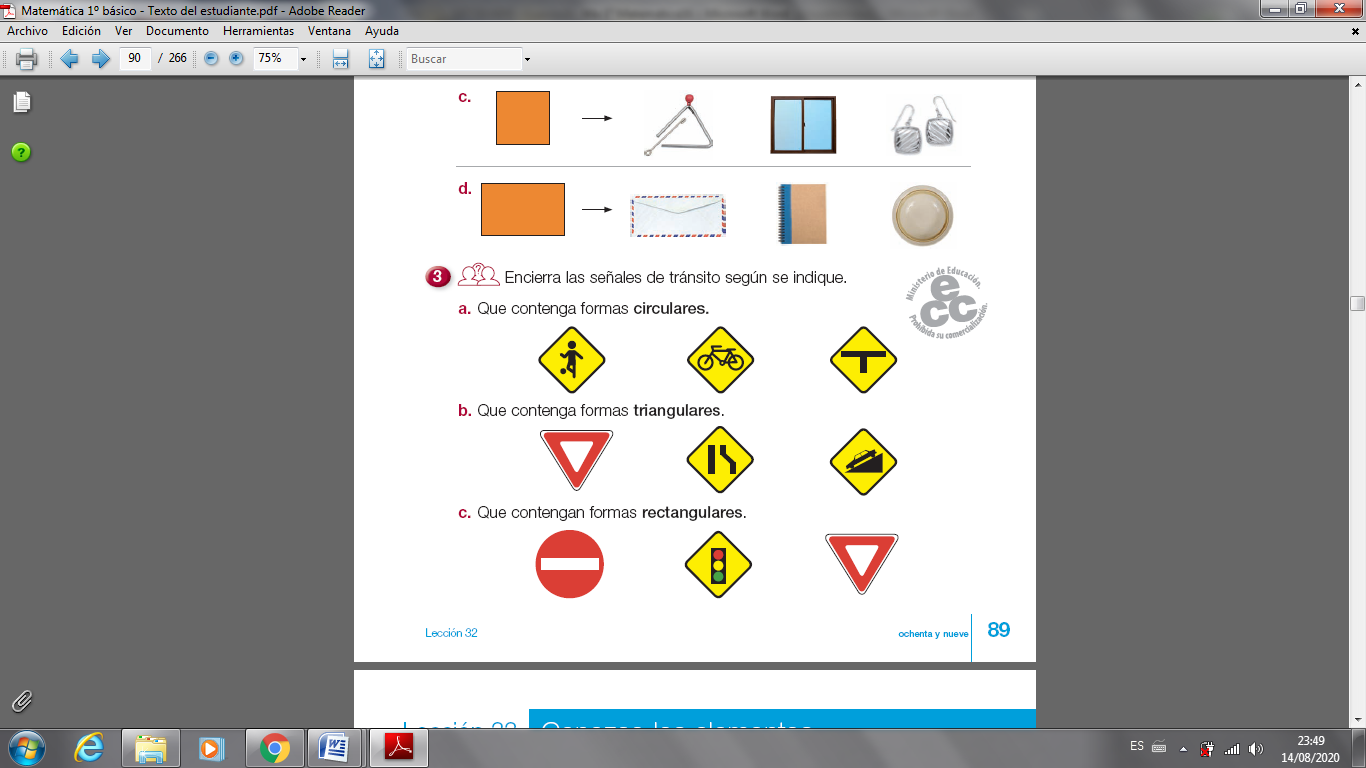 Matemática 1º básico - Texto del estudiante.pdf - Adobe Reader
Archivo Edición Ver Documento Herramientas Ventana Ayuda
90 / 266 75% Buscar
c.
d.
3 Encierra las señales de tránsito según se indique.
Ministerio de Educación.
ecc
Prohibida su comercialización.
a. Que contenga formas circulares.
b. Que contenga formas triangulares.
c. Que contengan formas rectangulares.
Lección 32
ochenta y nueve 89
ES 23:49
14/08/2020